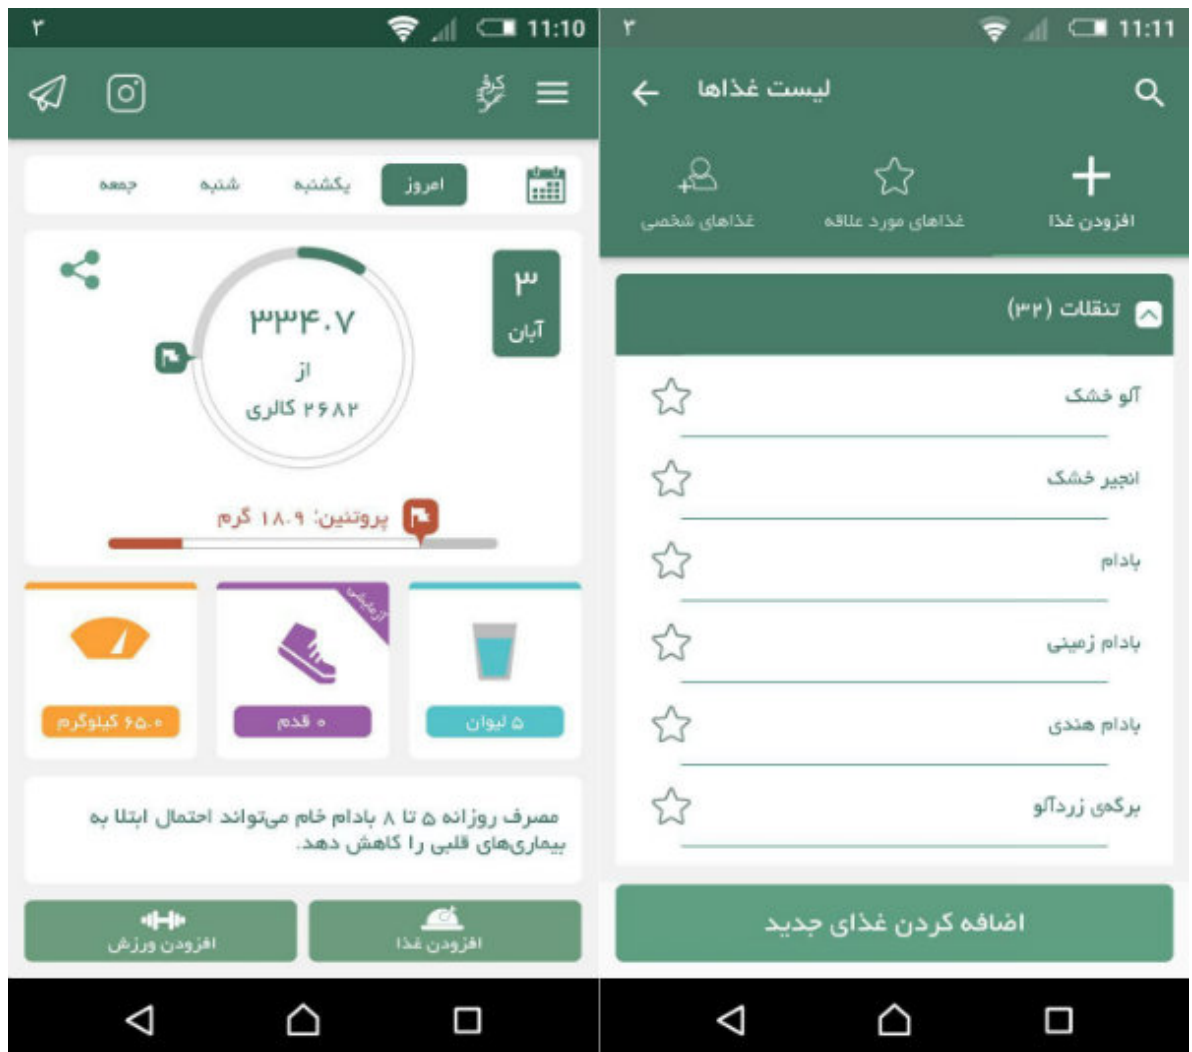 ۳
11:10
کرفس
امروز
یکشنبه
شنبه
جمعه
۳
آبان
۳۳۴.۷
از
۲۶۸۲ کالری
پروتئین: ۱۸.۹ گرم
آزمایشی
۵ لیوان
۰ قدم
۶۵.۰ کیلوگرم
مصرف روزانه ۵ تا ۸ بادام خام می‌تواند احتمال ابتلا به
بیماری‌های قلبی را کاهش دهد.
افزودن غذا
افزودن ورزش
۳
11:11
لیست غذاها
افزودن غذا
غذاهای مورد علاقه
غذاهای شخصی
تنقلات (۳۲)
آلو خشک
انجیر خشک
بادام
بادام زمینی
بادام هندی
برگه‌ی زردآلو
اضافه کردن غذای جدید